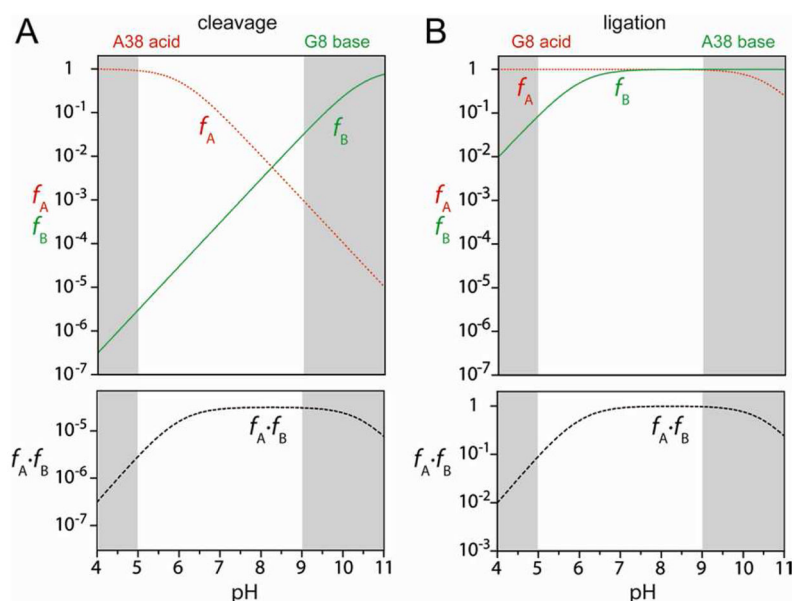 A
cleavage
A38 acid
G8 base
1
10⁻¹
10⁻²
10⁻³
10⁻⁴
10⁻⁵
10⁻⁶
10⁻⁷
fA
fB
fA
fB
10⁻⁵
10⁻⁶
10⁻⁷
fA·fB
fA·fB
4 5 6 7 8 9 10 11
pH
B
ligation
G8 acid
A38 base
1
10⁻¹
10⁻²
10⁻³
10⁻⁴
10⁻⁵
10⁻⁶
10⁻⁷
fA
fB
fA
fB
1
10⁻¹
10⁻²
10⁻³
fA·fB
fA·fB
4 5 6 7 8 9 10 11
pH